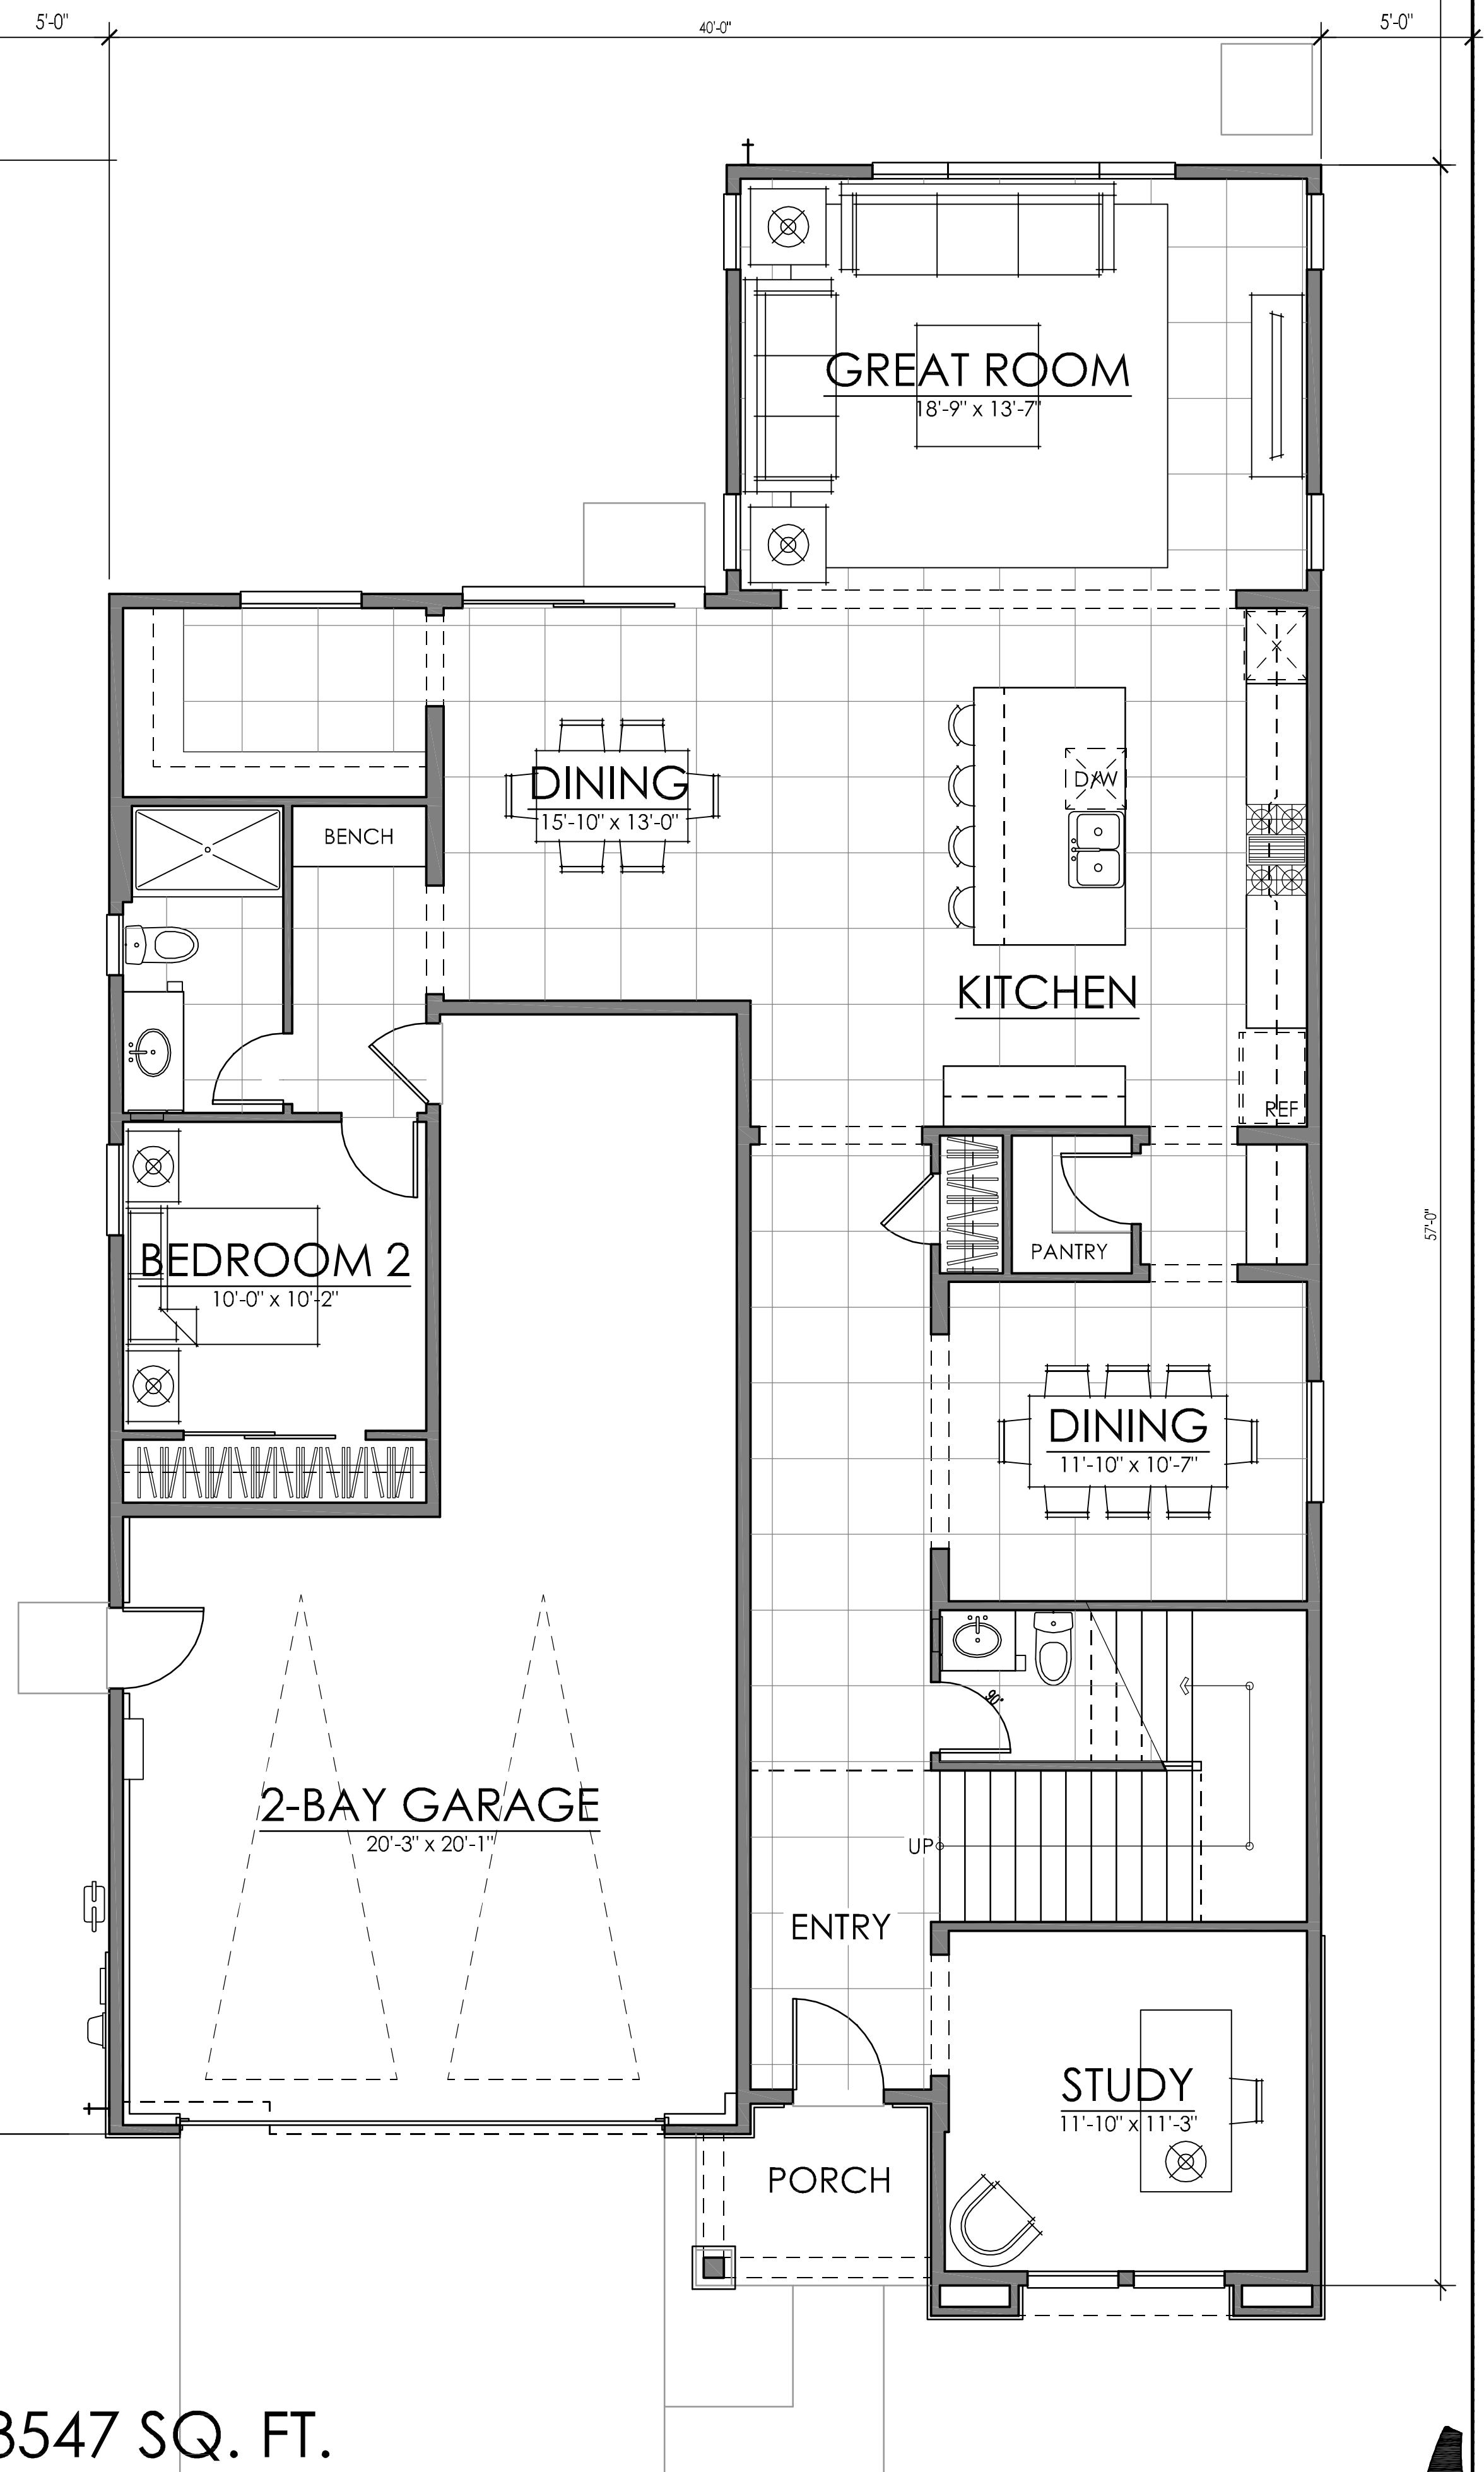 5'-0"
40'-0"
5'-0"
GREAT ROOM
18'-9" x 13'-7"
DINING
15'-10" x 13'-0"
D/W
BENCH
KITCHEN
REF
PANTRY
57'-0"
BEDROOM 2
10'-0" x 10'-2"
DINING
11'-10" x 10'-7"
90°
2-BAY GARAGE
20'-3" x 20'-1"
UP
ENTRY
STUDY
11'-10" x 11'-3"
PORCH
3547 SQ. FT.